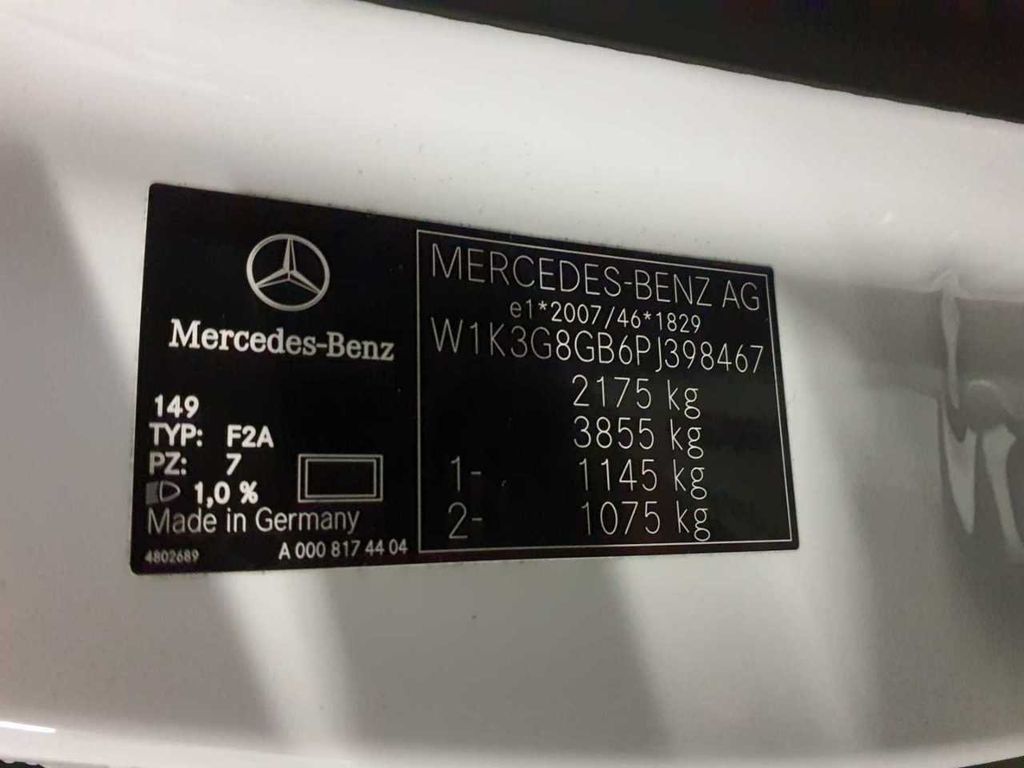 Mercedes-Benz
149
TYP: F2A
PZ: 7
1,0 %
Made in Germany
4802689 A 000 817 44 04
MERCEDES-BENZ AG
e1*2007/46*1829
W1K3G8GB6PJ398467
2175 kg
3855 kg
1- 1145 kg
2- 1075 kg